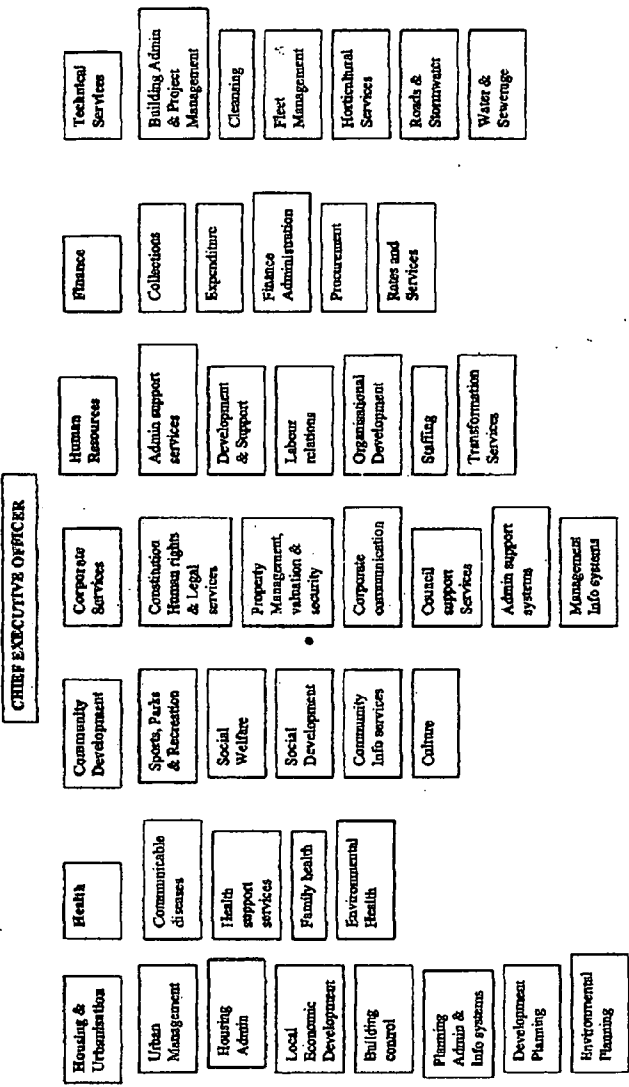 CHIEF EXECUTIVE OFFICER
Housing &
Urbanisation
Urban
Management
Housing
Admin
Local
Economic
Development
Building
control
Planning
Admin &
Info systems
Development
Planning
Environmental
Planning
Health
Communicable
diseases
Health
support
services
Family health
Environmental
Health
Community
Development
Sports, Parks
& Recreation
Social
Welfare
Social
Development
Community
Info services
Culture
Corporate
Services
Constitution
Human rights
& Legal
services
Property
Management,
valuation &
security
Corporate
communication
Council
support
Services
Admin support
systems
Management
Info systems
Human
Resources
Admin support
services
Development
& Support
Labour
relations
Organisational
Development
Staffing
Transformation
Services
Finance
Collections
Expenditure
Finance
Administration
Procurement
Rates and
Services
Technical
Services
Building Admin
& Project
Management
Cleansing
Fleet
Management
Horticultural
Services
Roads &
Stormwater
Water &
Sewerage